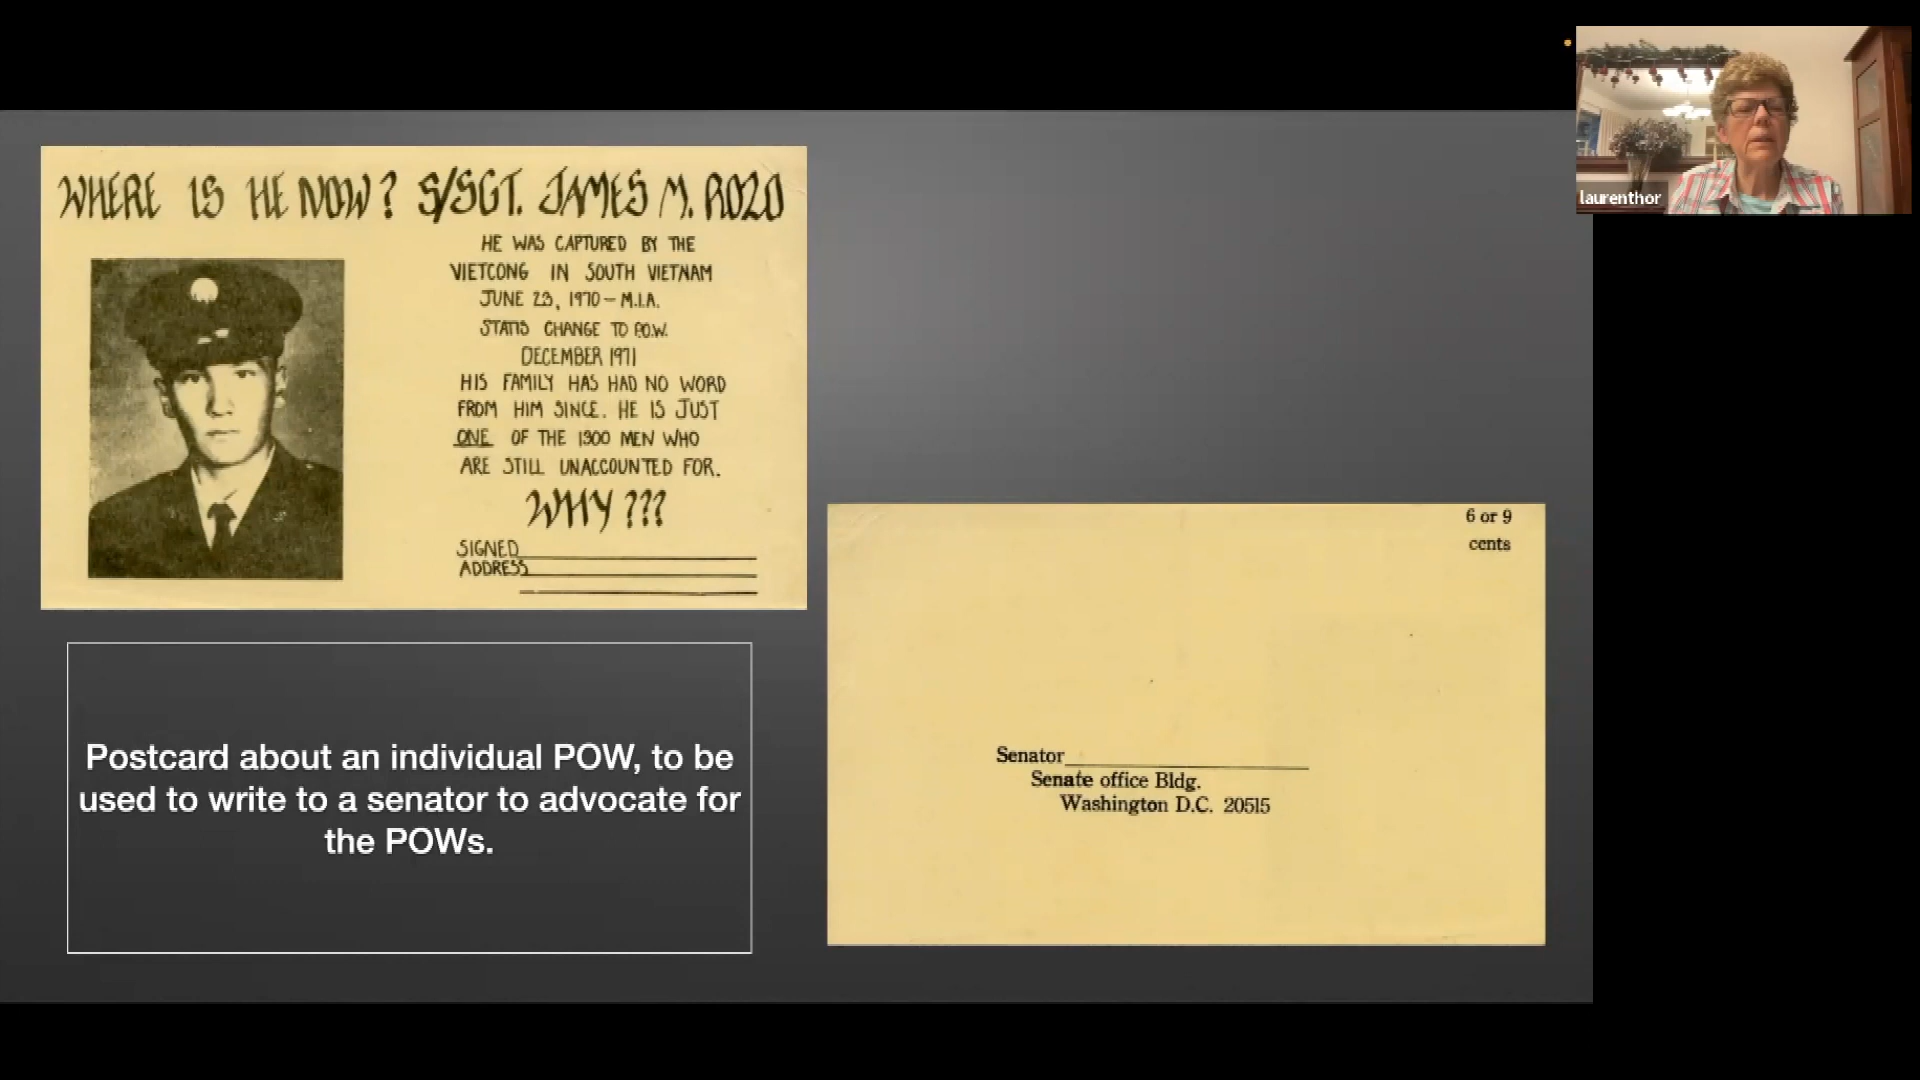 WHERE IS HE NOW? S/SGT. JAMES M. ROZO
HE WAS CAPTURED BY THE
VIETCONG IN SOUTH VIETNAM
JUNE 23, 1970 - M.I.A.
STATIS CHANGE TO P.O.W.
DECEMBER 1971
HIS FAMILY HAS HAD NO WORD
FROM HIM SINCE. HE IS JUST
ONE OF THE 1300 MEN WHO
ARE STILL UNACCOUNTED FOR.
WHY ???
SIGNED
ADDRESS
6 or 9
cents
Senator
Senate office Bldg.
Washington D.C. 20515
Postcard about an individual POW, to be
used to write to a senator to advocate for
the POWs.
laurenthor